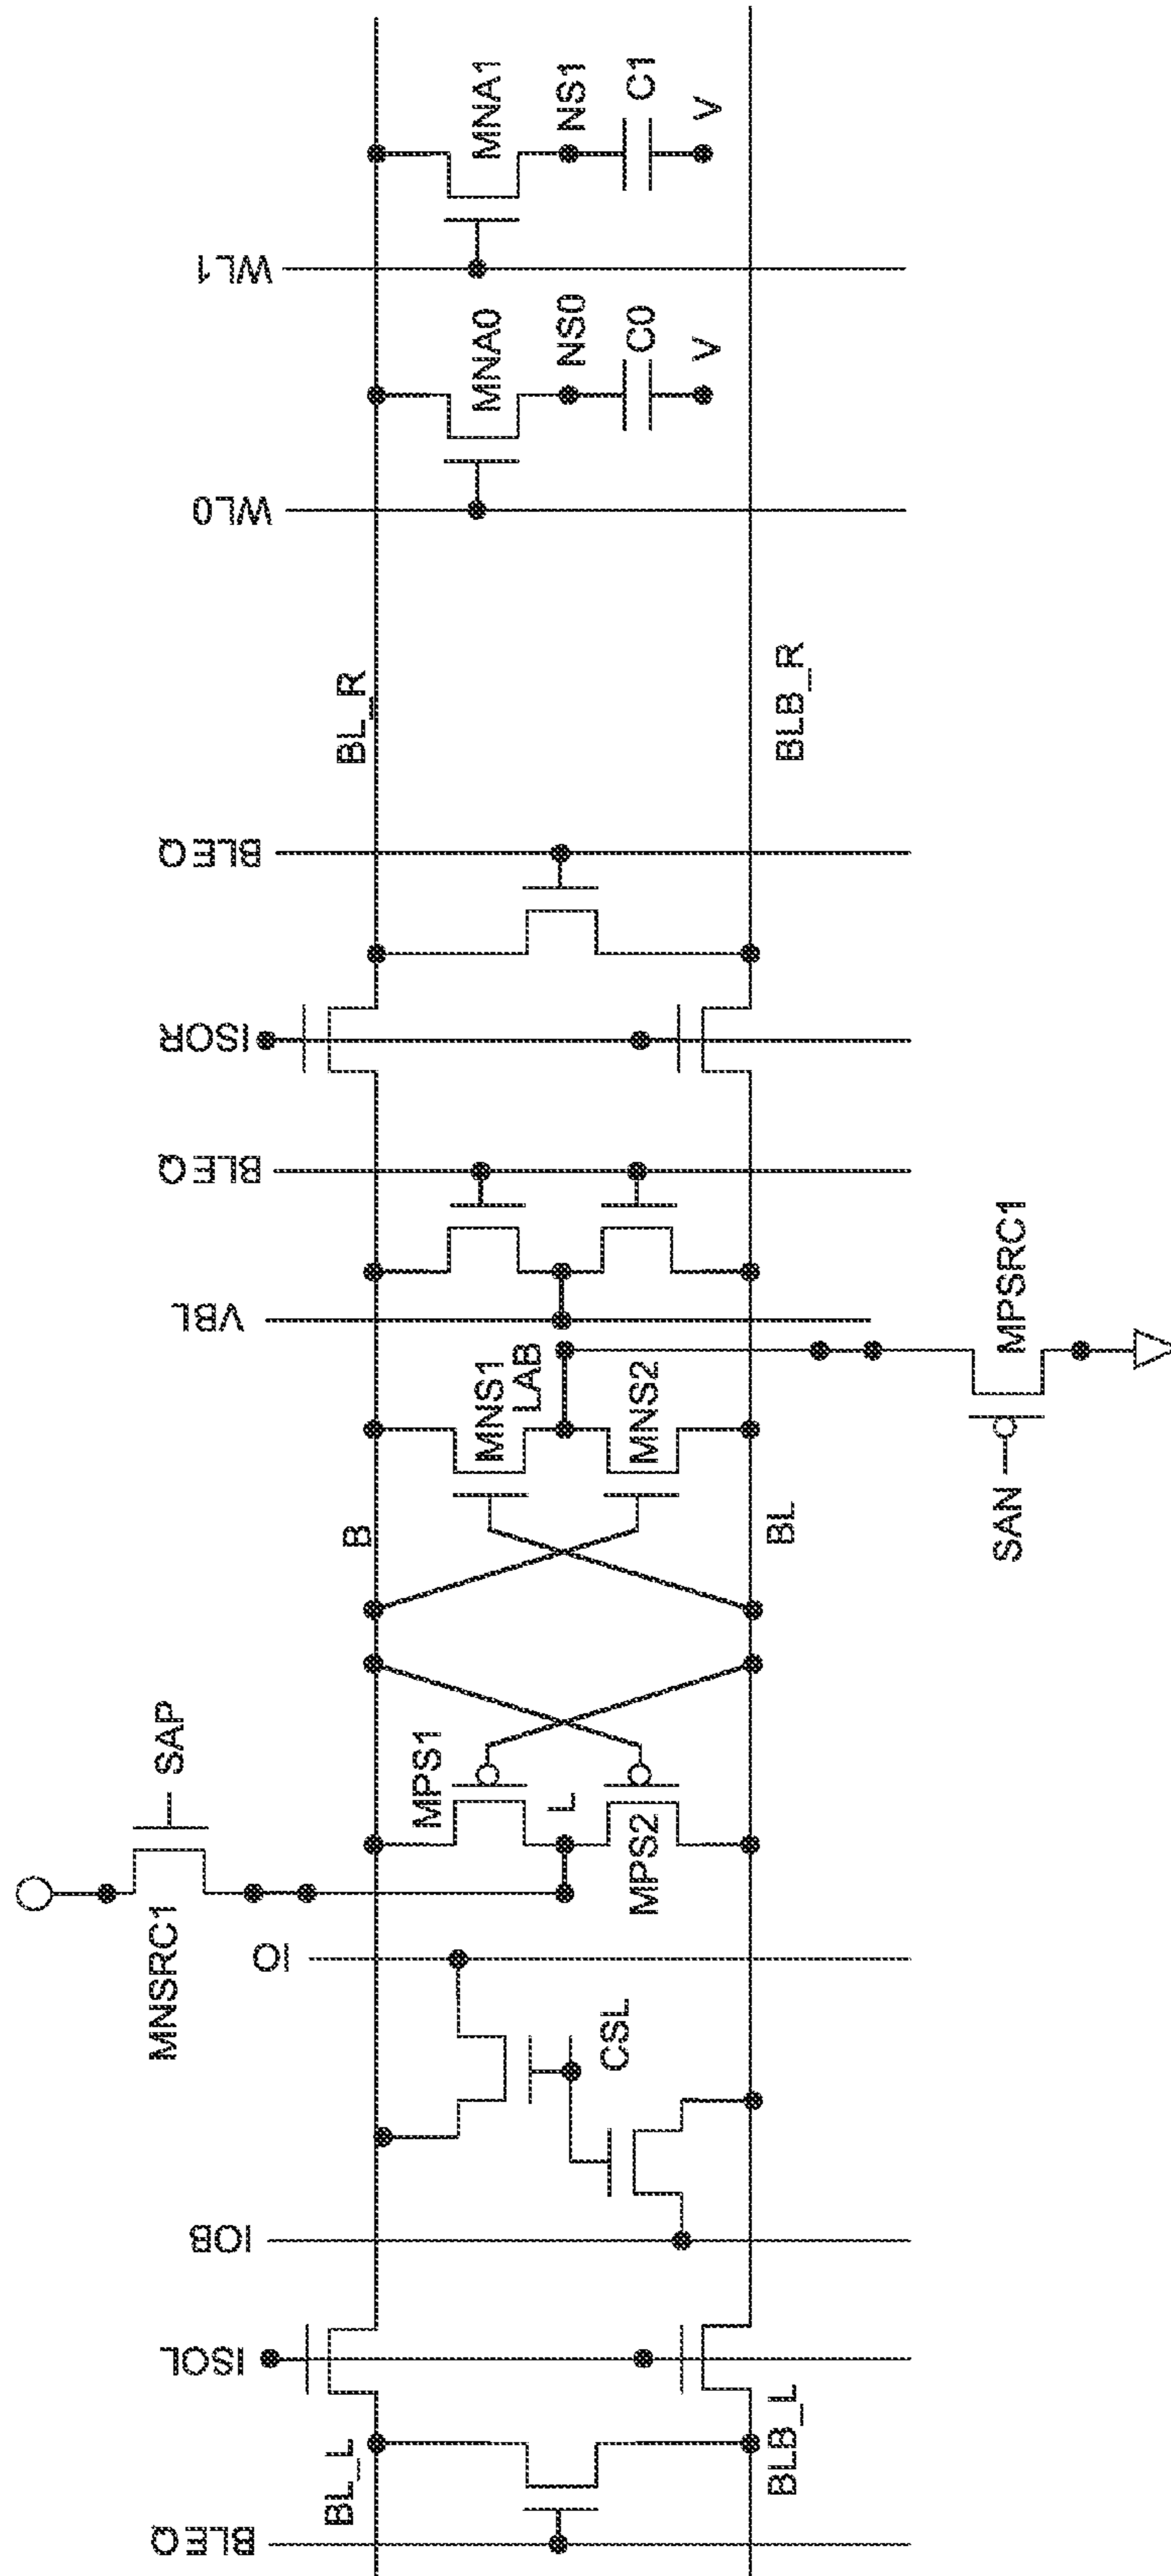 MNSRC1
SAP
BLEQ
ISOL
IOB
IO
VBL
BLEQ
ISOR
BLEQ
WL0
WL1
BL_L
B
BL_R
MPS1
L
MPS2
CSL
MNS1
LAB
MNS2
MNA0
NS0
C0
V
MNA1
NS1
C1
V
BLB_L
BL
BLB_R
SAN
MPSRC1